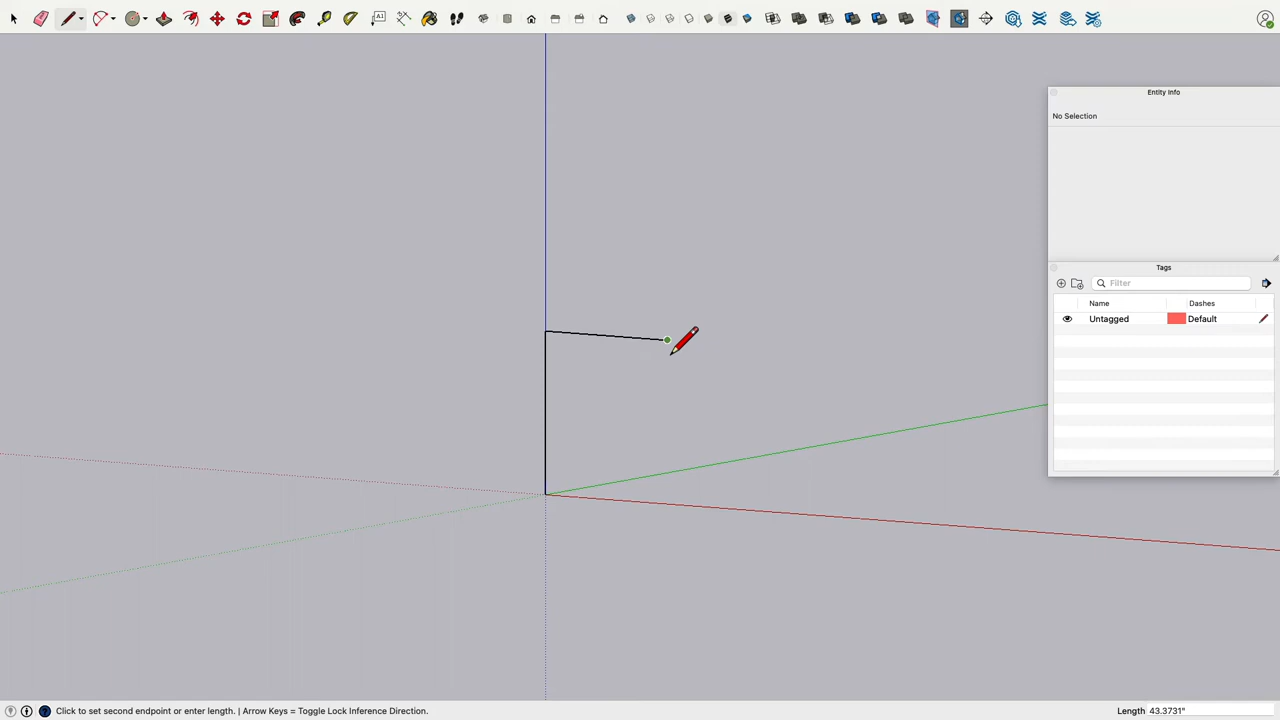 A1
Entity Info
No Selection
Tags
Filter
Name Dashes
Untagged Default
Click to set second endpoint or enter length. | Arrow Keys = Toggle Lock Inference Direction. Length 43.3731"